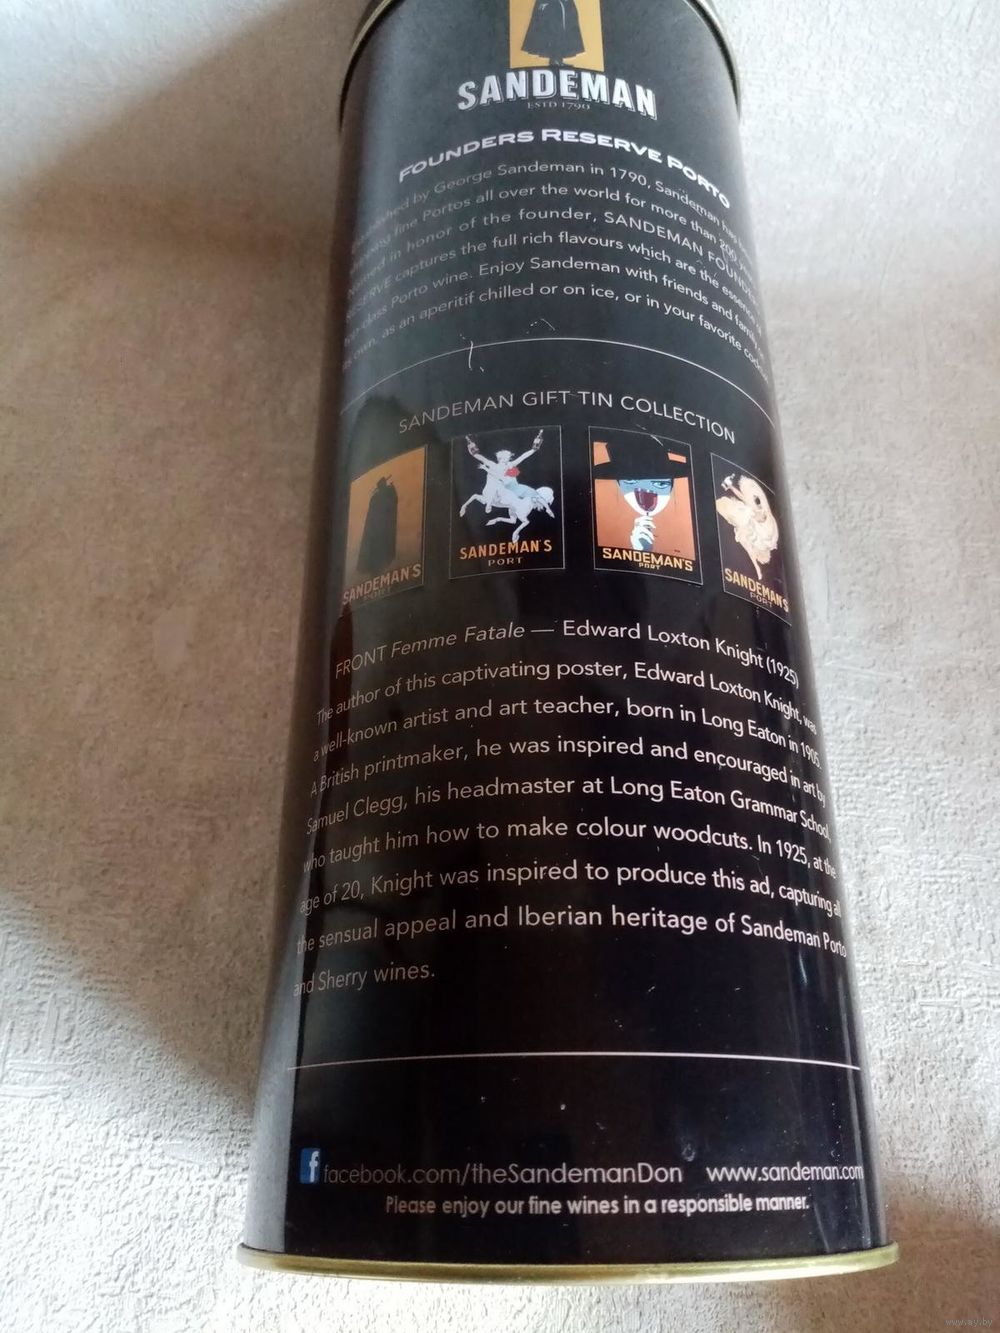 SANDEMAN
ESTD 1790
FOUNDERS RESERVE PORTO
by George Sandeman in 1790, Sandeman has
fine Portos all over the world for more than 200
in honor of the founder, SANDEMAN
captures the full rich flavours which are the
Porto wine. Enjoy Sandeman with friends and
own, as an aperitif chilled or on ice, or in your favorite
SANDEMAN GIFT TIN COLLECTION
SANDEMAN'S
PORT
SANDEMAN'S
PORT
SANDEMAN'S
PORT
SANDEMAN'S
PORT
FRONT Femme Fatale — Edward Loxton Knight (1925)
The author of this captivating poster, Edward Loxton Knight, was
a well-known artist and art teacher, born in Long Eaton in 1905.
A British printmaker, he was inspired and encouraged in art by
Samuel Clegg, his headmaster at Long Eaton Grammar School,
who taught him how to make colour woodcuts. In 1925, at the
age of 20, Knight was inspired to produce this ad, capturing all
the sensual appeal and Iberian heritage of Sandeman Porto
and Sherry wines.
f facebook.com/theSandemanDon www.sandeman.com
Please enjoy our fine wines in a responsible manner.
www.ay.by